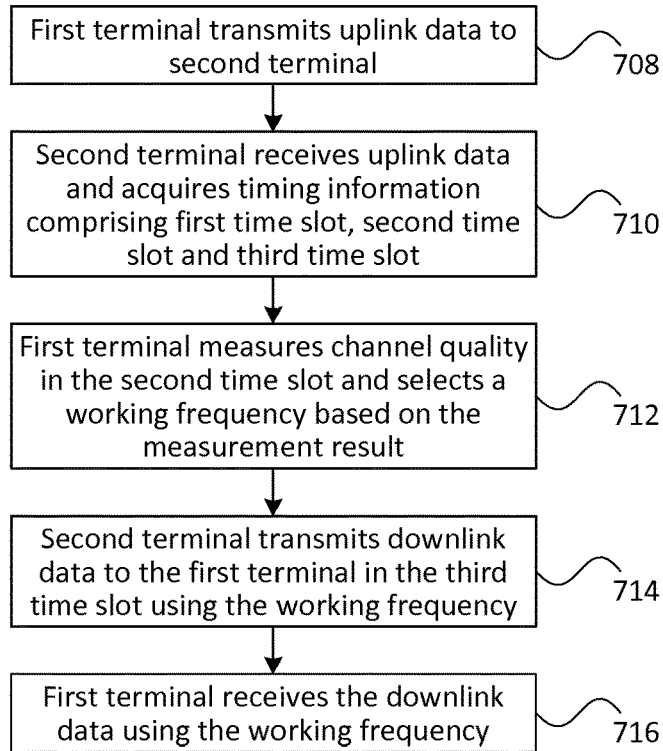 First terminal transmits uplink data to
second terminal
708
Second terminal receives uplink data
and acquires timing information
comprising first time slot, second time
slot and third time slot
710
First terminal measures channel quality
in the second time slot and selects a
working frequency based on the
measurement result
712
Second terminal transmits downlink
data to the first terminal in the third
time slot using the working frequency
714
First terminal receives the downlink
data using the working frequency
716